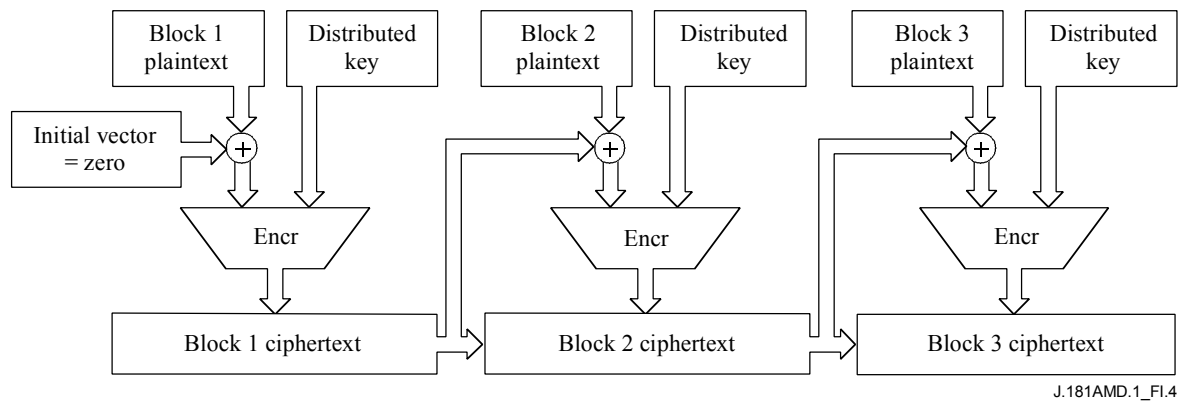 Block 1
plaintext
Distributed
key
Block 2
plaintext
Distributed
key
Block 3
plaintext
Distributed
key
Initial vector
= zero
+
+
+
Encr
Encr
Encr
Block 1 ciphertext
Block 2 ciphertext
Block 3 ciphertext
J.181AMD.1_FI.4